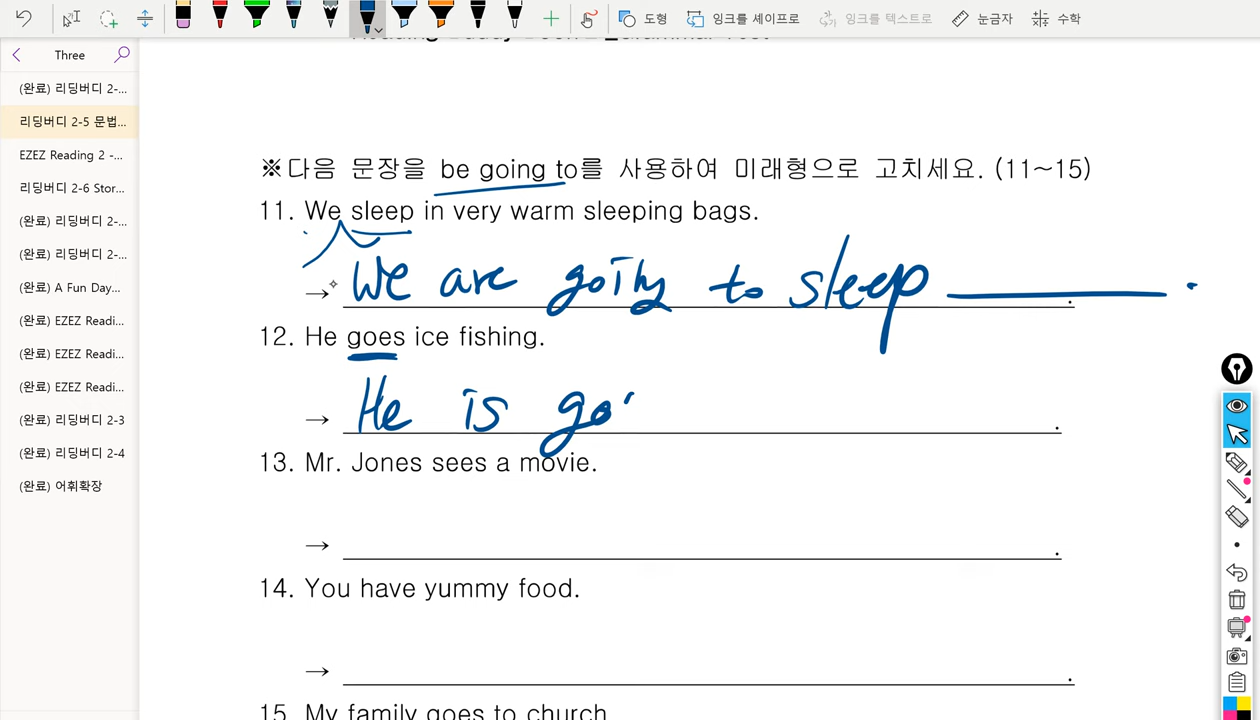 도형
잉크를 셰이프로
잉크를 텍스트로
눈금자
수학
Three
(완료) 리딩버디 2-...
리딩버디 2-5 문법...
EZEZ Reading 2 -...
리딩버디 2-6 Stor...
(완료) 리딩버디 2-...
(완료) 리딩버디 2-...
(완료) A Fun Day...
(완료) EZEZ Readi...
(완료) EZEZ Readi...
(완료) EZEZ Readi...
(완료) 리딩버디 2-3
(완료) 리딩버디 2-4
(완료) 어휘확장
※다음 문장을 be going to를 사용하여 미래형으로 고치세요. (11~15)
11. We sleep in very warm sleeping bags.
→ We are going to sleep .
12. He goes ice fishing.
→ He is goi .
13. Mr. Jones sees a movie.
→ .
14. You have yummy food.
→ .
15. My family goes to church